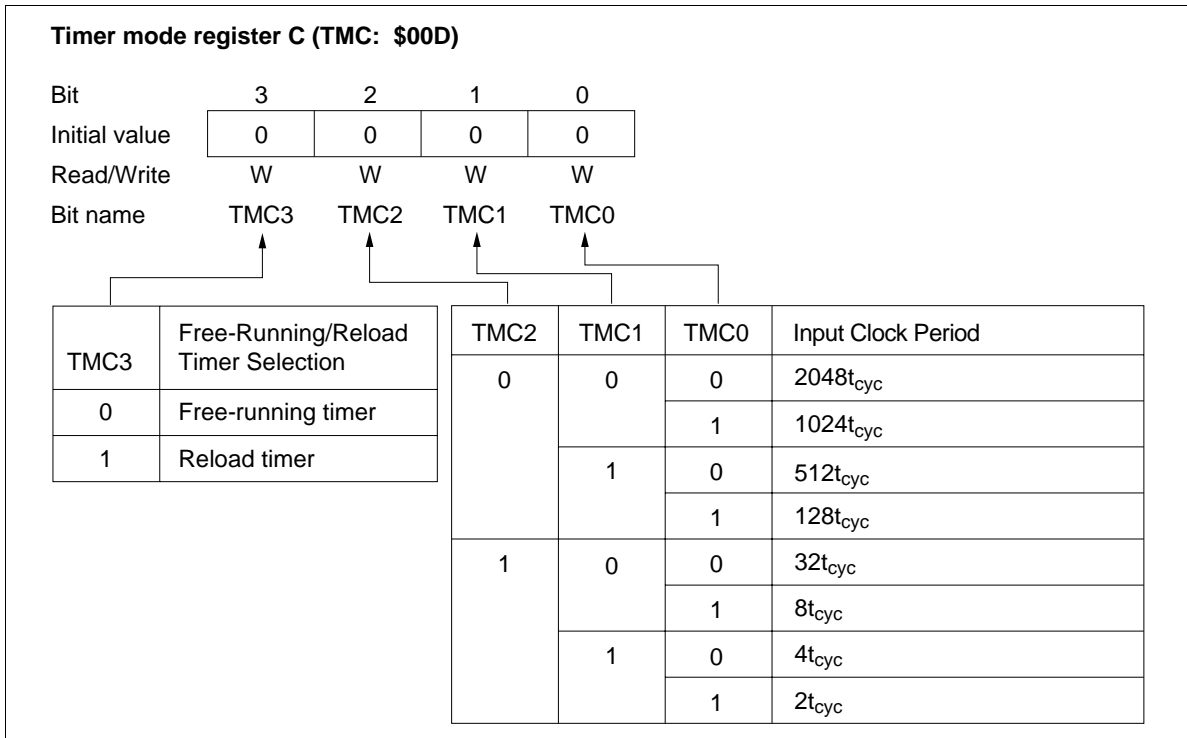 Timer mode register C (TMC: $00D)
Bit 3 2 1 0
Initial value 0 0 0 0
Read/Write W W W W
Bit name TMC3 TMC2 TMC1 TMC0
TMC3 Free-Running/Reload
Timer Selection
0 Free-running timer
1 Reload timer
TMC2 TMC1 TMC0 Input Clock Period
0 0 0 2048tcyc
1 1024tcyc
1 0 512tcyc
1 128tcyc
1 0 0 32tcyc
1 8tcyc
1 0 4tcyc
1 2tcyc